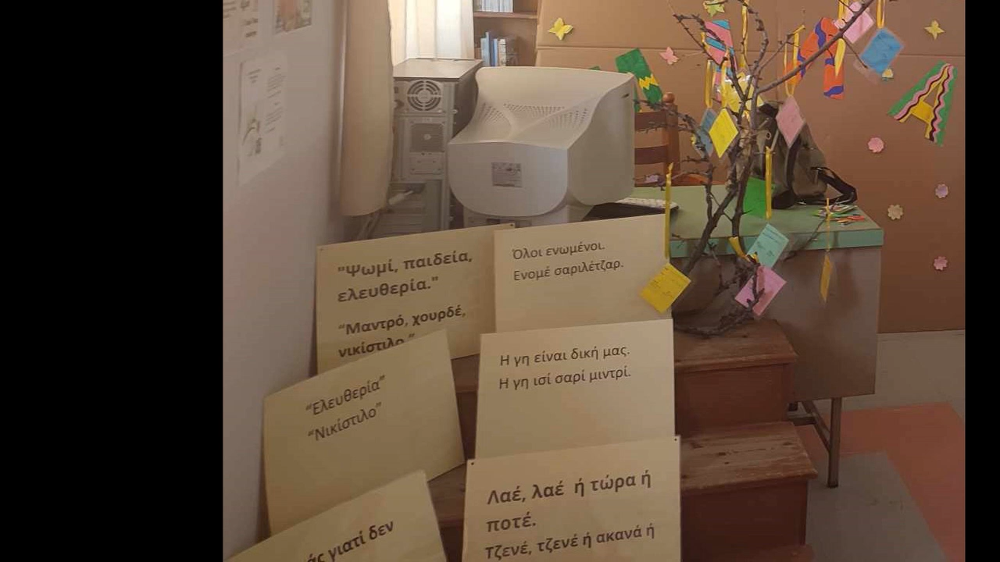 "Ψωμί, παιδεία,
ελευθερία."
“Μαντρό, χουρδέ,
νικίστιλο.”
Όλοι ενωμένοι.
Ενομέ σαριλέτζαρ.
“Ελευθερία”
“Νικίστιλο”
Η γη είναι δική μας.
Η γη ισί σαρί μιντρί.
γιατί δεν
Λαέ, λαέ ή τώρα ή
ποτέ.
Τζενέ, τζενέ ή ακανά ή